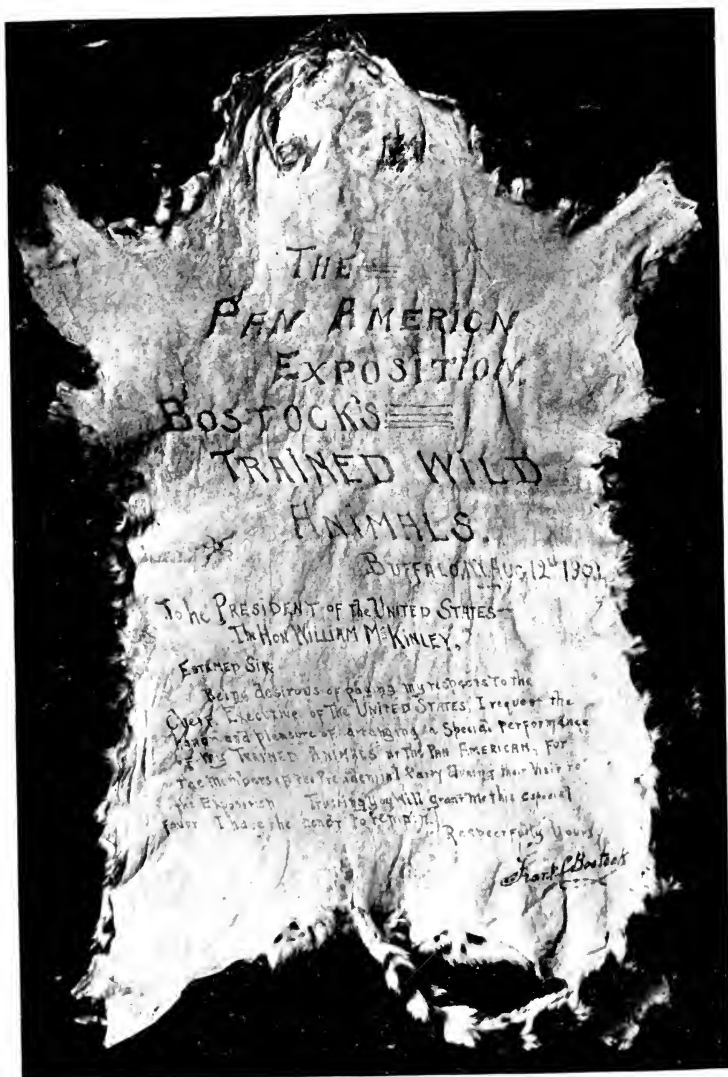 THE
PAN AMERICAN
EXPOSITION.
BOSTOCK'S
TRAINED WILD
ANIMALS.
BUFFALO, N.Y. AUG. 12th 1901
To he PRESIDENT OF the UNITED STATES—
The HON WILLIAM McKINLEY,
ESTEEMED SIR:
Being desirous of paying my respects to the
Chief EXECUTIVE OF THE UNITED STATES, I request the
honor and pleasure of arranging a Special Performance
OF TRAINED ANIMALS at THE PAN AMERICAN, for
the members of the Presidential Party during their visit to
the Exposition Trusting you will grant me this especial
favor I have the honor to remain
Respectfully Yours,
Frank C Bostock